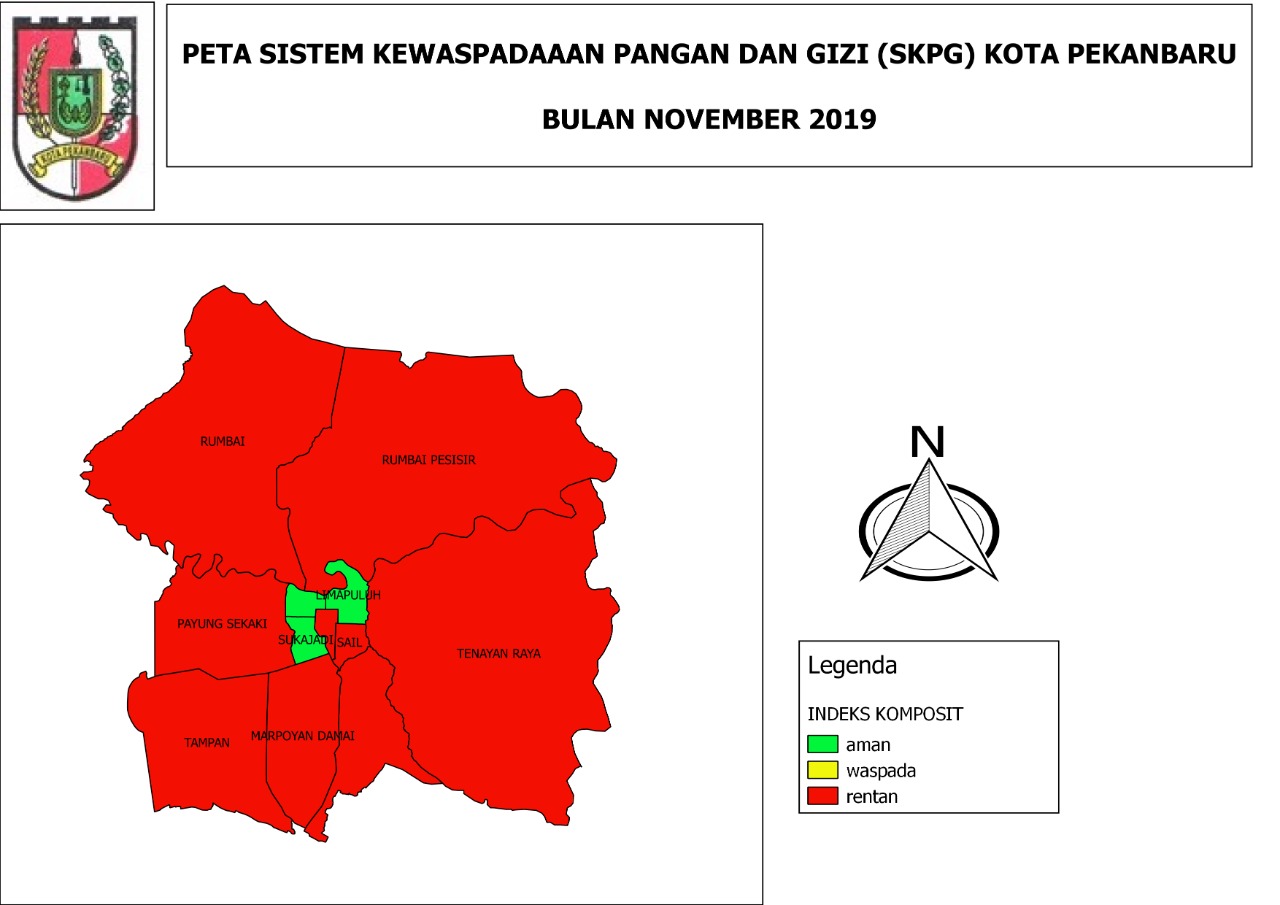 PETA SISTEM KEWASPADAAAN PANGAN DAN GIZI (SKPG) KOTA PEKANBARU
BULAN NOVEMBER 2019
KOTA PEKANBARU
RUMBAI
RUMBAI PESISIR
LIMAPULUH
PAYUNG SEKAKI
SUKAJADI
SAIL
TENAYAN RAYA
TAMPAN
MARPOYAN DAMAI
N
Legenda
INDEKS KOMPOSIT
aman
waspada
rentan